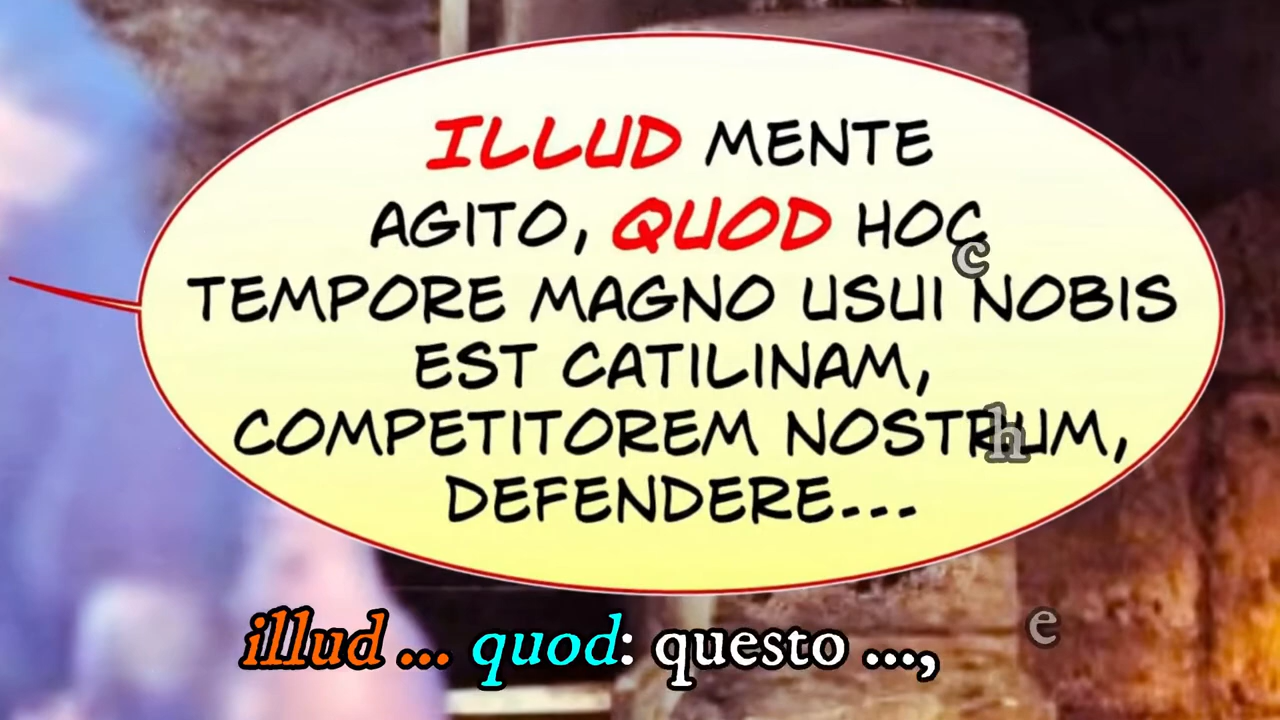 ILLUD MENTE
AGITO, QUOD HOC
TEMPORE MAGNO USUI NOBIS
EST CATILINAM,
COMPETITOREM NOSTRUM,
DEFENDERE...
illud ... quod: questo ...,
c
h
e